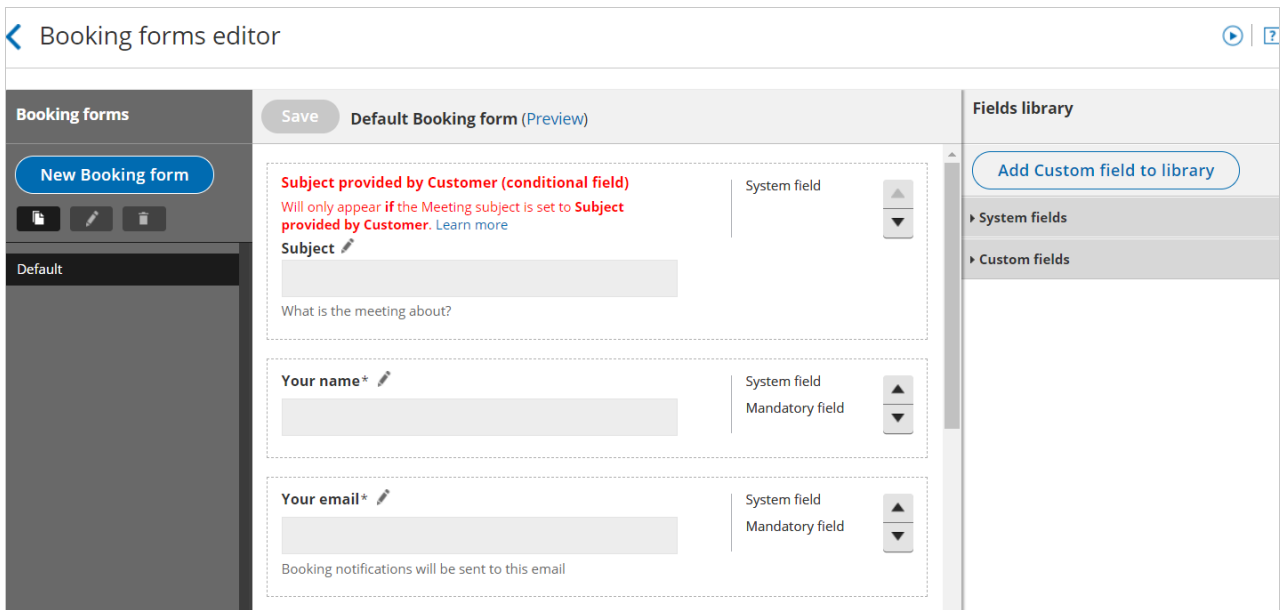 Booking forms editor
?
Booking forms
New Booking form
Default
Save
Default Booking form (Preview)
Subject provided by Customer (conditional field)
Will only appear if the Meeting subject is set to Subject
provided by Customer. Learn more
Subject
What is the meeting about?
System field
Your name*
System field
Mandatory field
Your email*
Booking notifications will be sent to this email
System field
Mandatory field
Fields library
Add Custom field to library
System fields
Custom fields